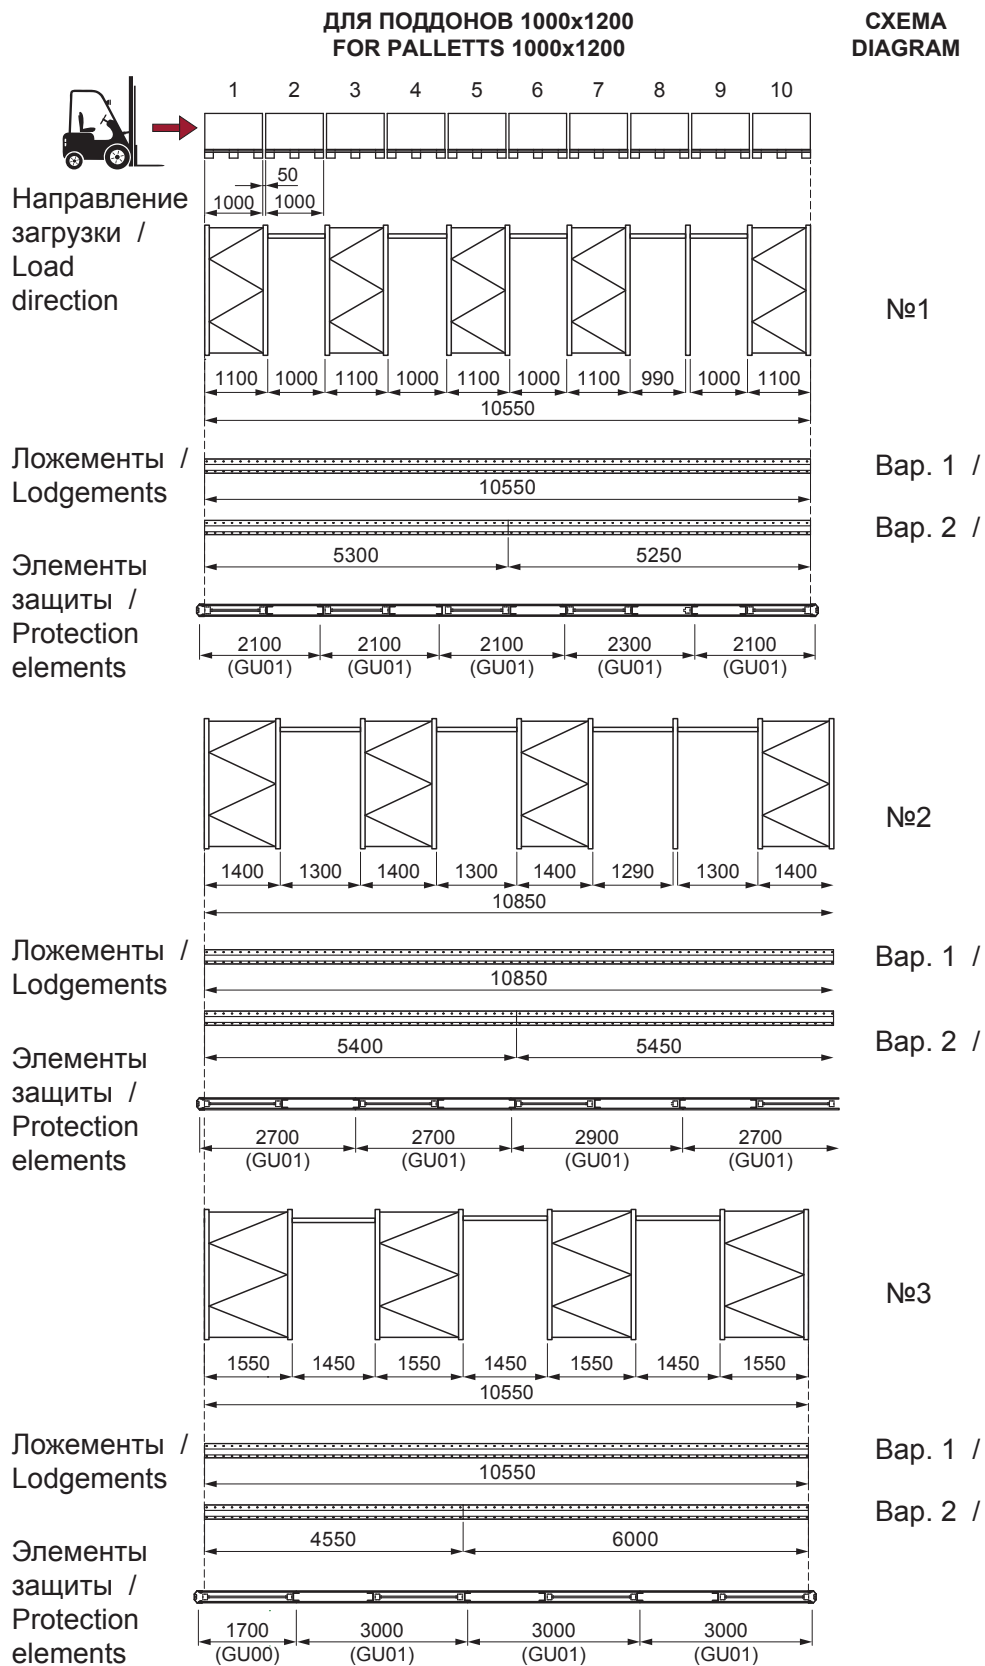 ДЛЯ ПОДДОНОВ 1000х1200
FOR PALLETTS 1000x1200
СХЕМА
DIAGRAM
1 2 3 4 5 6 7 8 9 10
Направление
загрузки /
Load
direction
50
1000 1000
№1
1100 1000 1100 1000 1100 1000 1100 990 1000 1100
10550
Ложементы /
Lodgements
Вар. 1 /
10550
Вар. 2 /
5300 5250
Элементы
защиты /
Protection
elements
2100 2100 2100 2300 2100
(GU01) (GU01) (GU01) (GU01) (GU01)
№2
1400 1300 1400 1300 1400 1290 1300 1400
10850
Ложементы /
Lodgements
Вар. 1 /
10850
Вар. 2 /
5400 5450
Элементы
защиты /
Protection
elements
2700 2700 2900 2700
(GU01) (GU01) (GU01) (GU01)
№3
1550 1450 1550 1450 1550 1450 1550
10550
Ложементы /
Lodgements
Вар. 1 /
10550
Вар. 2 /
4550 6000
Элементы
защиты /
Protection
elements
1700 3000 3000 3000
(GU00) (GU01) (GU01) (GU01)